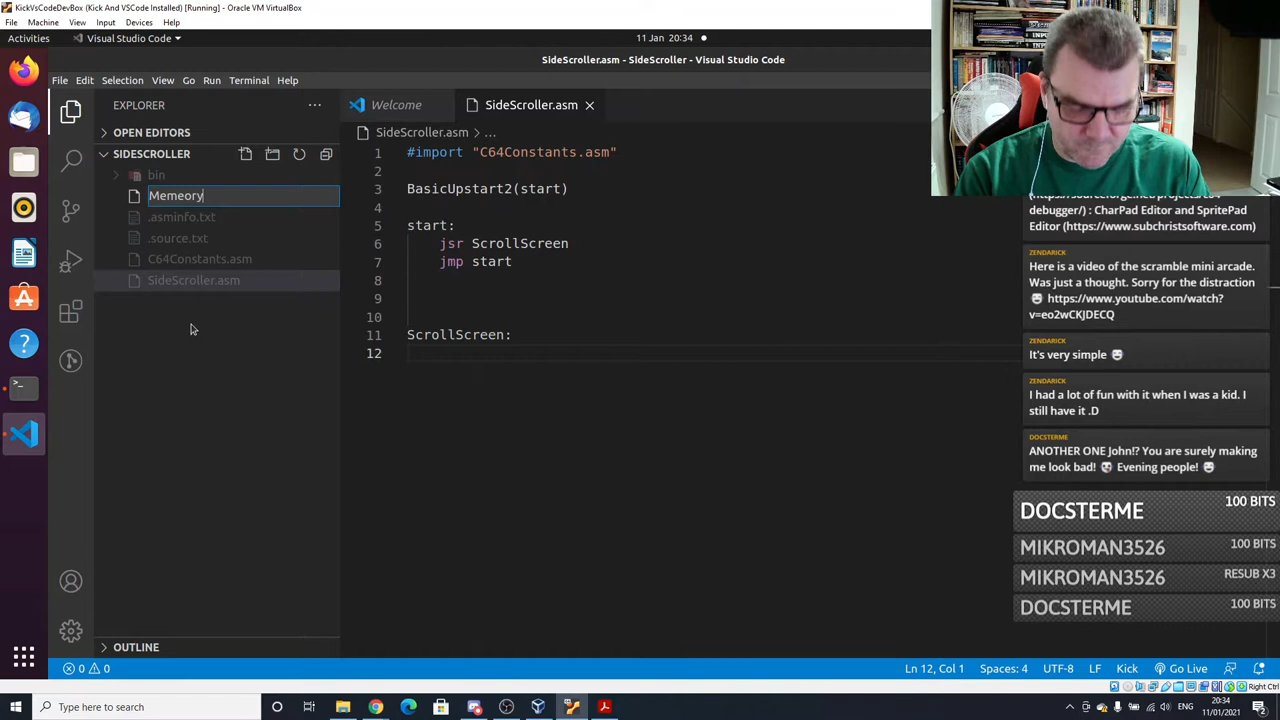 KickVsCodeDevBox (Kick And VSCode Installed) [Running] - Oracle VM VirtualBox
File Machine View Input Devices Help
Activities Visual Studio Code 11 Jan 20:34
SideScroller.asm - SideScroller - Visual Studio Code
File Edit Selection View Go Run Terminal Help
EXPLORER
OPEN EDITORS
SIDESCROLLER
bin
Memeory
.asminfo.txt
.source.txt
C64Constants.asm
SideScroller.asm
OUTLINE
Welcome SideScroller.asm
SideScroller.asm > ...
1 #import "C64Constants.asm"
2
3 BasicUpstart2(start)
4
5 start:
6 jsr ScrollScreen
7 jmp start
8
9
10
11 ScrollScreen:
12
debugger/) : CharPad Editor and SpritePad
Editor (https://www.subchristsoftware.com)
ZENDARICK
Here is a video of the scramble mini arcade.
Was just a thought. Sorry for the distraction
https://www.youtube.com/watch?
v=eo2wCKJDECQ
ZENDARICK
It's very simple
ZENDARICK
I had a lot of fun with it when I was a kid. I
still have it .D
DOCSTERME
ANOTHER ONE John!? You are surely making
me look bad! Evening people!
DOCSTERME 100 BITS
MIKROMAN3526 100 BITS
MIKROMAN3526 RESUB X3
DOCSTERME 100 BITS
0 0 Ln 12, Col 1 Spaces: 4 UTF-8 LF Kick Go Live
Right Ctrl
Type here to search
ENG
20:34
11/01/2021